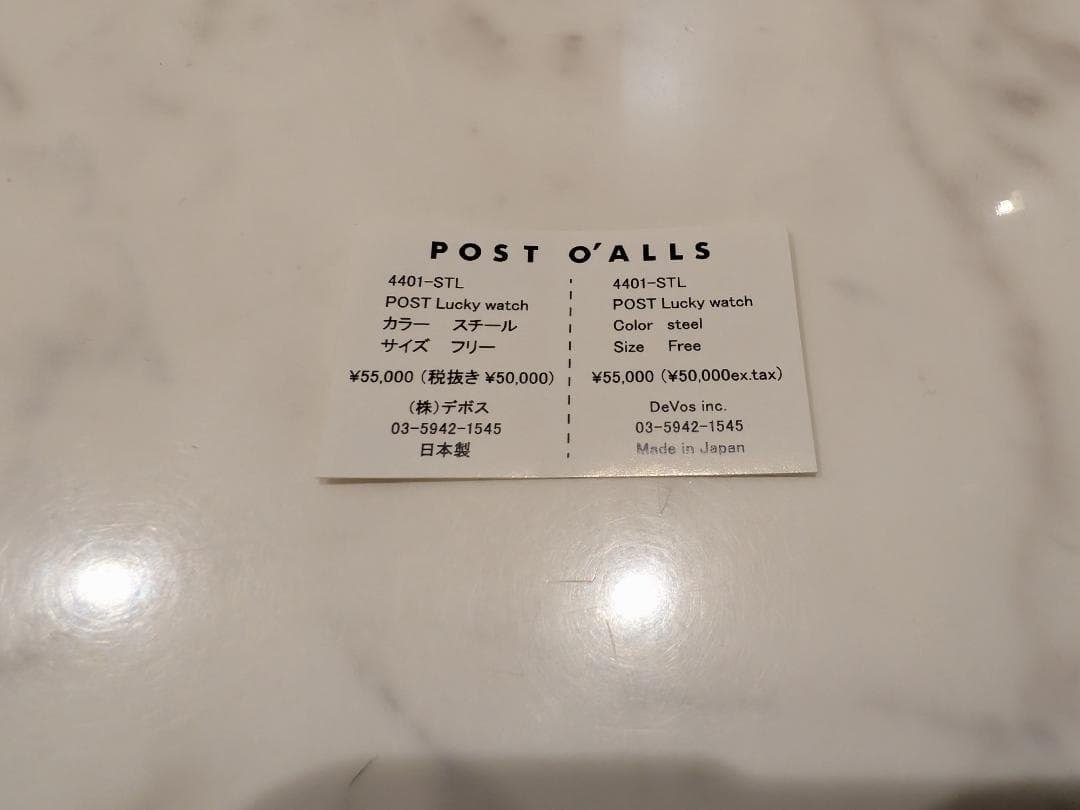 POST O'ALLS
4401-STL
POST Lucky watch
カラー スチール
サイズ フリー
¥55,000 (税抜き ¥50,000)
(株)デボス
03-5942-1545
日本製
4401-STL
POST Lucky watch
Color steel
Size Free
¥55,000 (¥50,000ex.tax)
DeVos inc.
03-5942-1545
Made in Japan